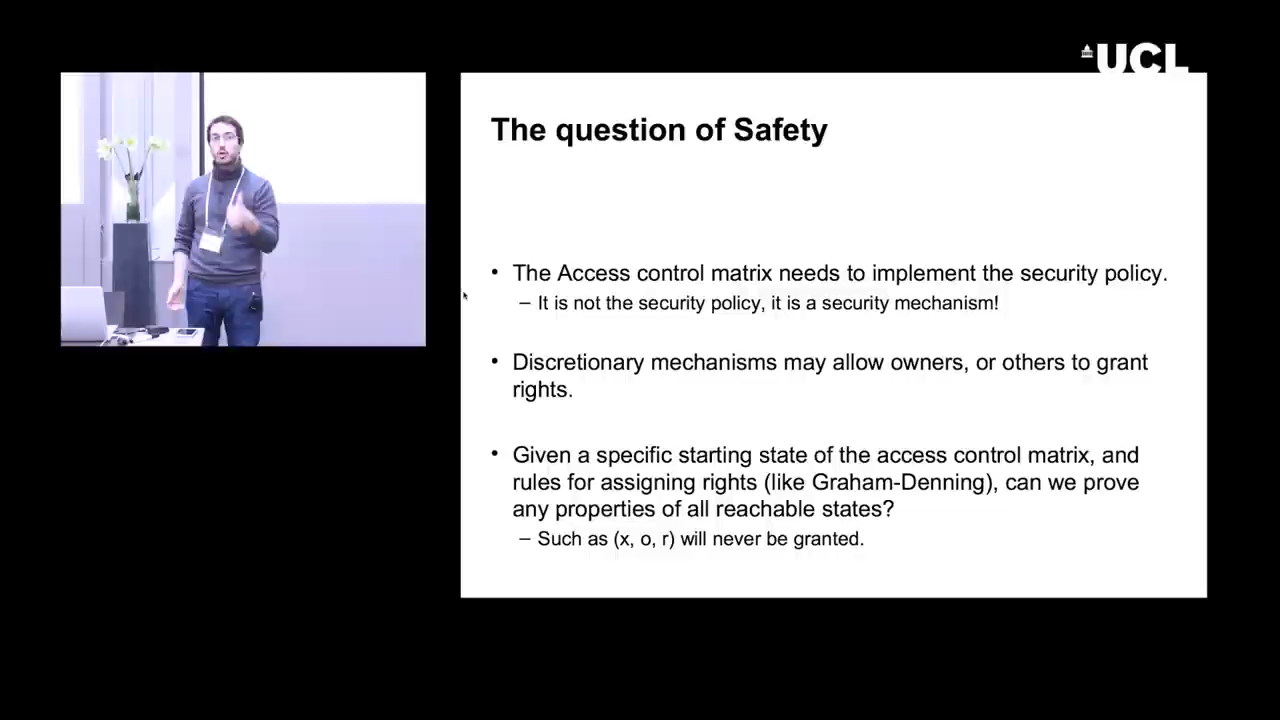 UCL
The question of Safety
• The Access control matrix needs to implement the security policy.
– It is not the security policy, it is a security mechanism!
• Discretionary mechanisms may allow owners, or others to grant
rights.
• Given a specific starting state of the access control matrix, and
rules for assigning rights (like Graham-Denning), can we prove
any properties of all reachable states?
– Such as (x, o, r) will never be granted.